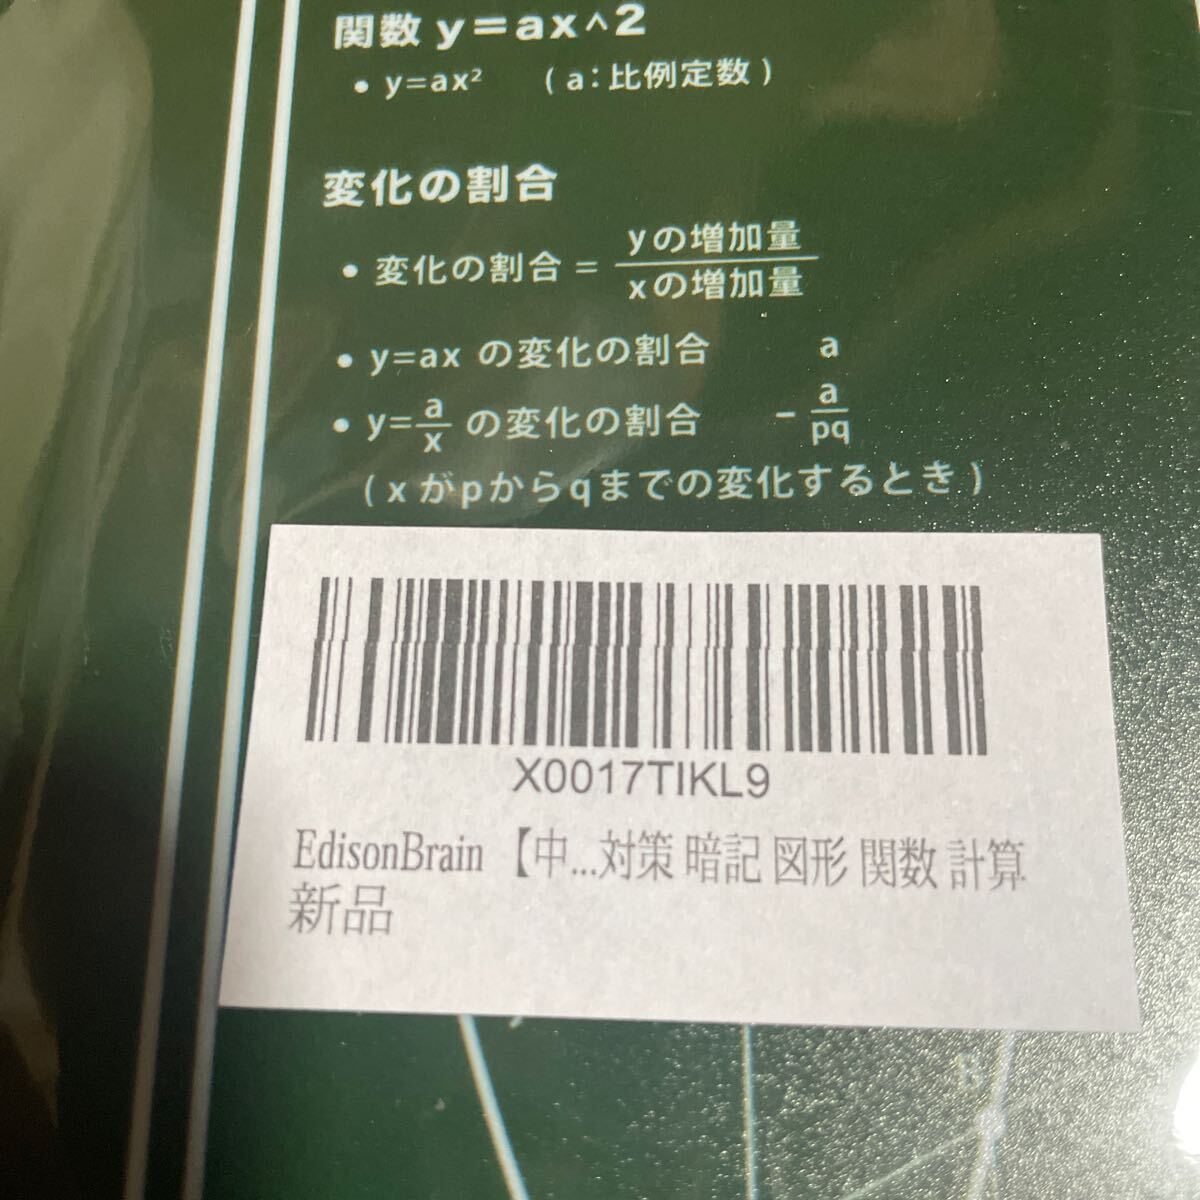 関数 y=ax^2
• y=ax² (a:比例定数)
変化の割合
• 変化の割合 = yの増加量
xの増加量
• y=ax の変化の割合 a
• y=a/x の変化の割合 - a/pq
(xがpからqまでの変化するとき)
X0017TIKL9
EdisonBrain 【中...対策 暗記 図形 関数 計算
新品